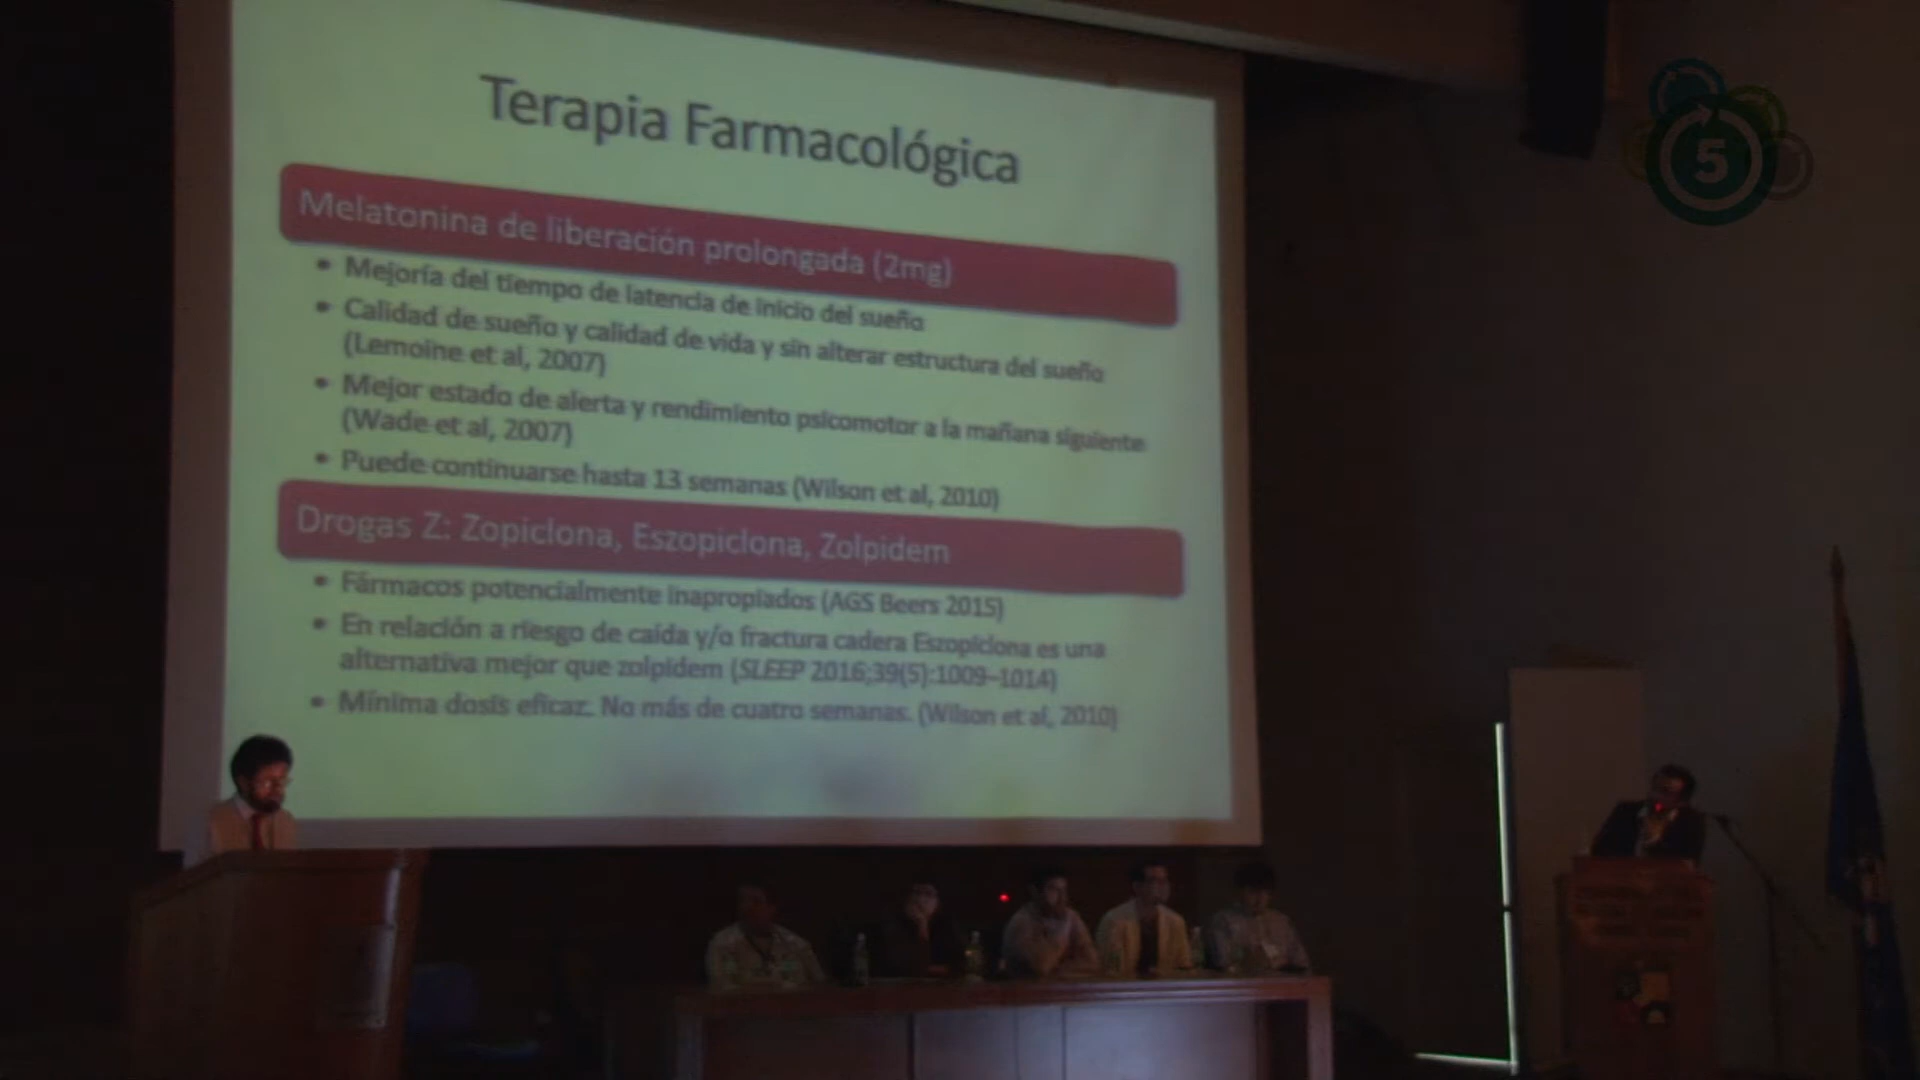 5
Terapia Farmacológica
Melatonina de liberación prolongada (2mg)
• Mejoría del tiempo de latencia de inicio del sueño
• Calidad de sueño y calidad de vida y sin alterar estructura del sueño
(Lemoine et al, 2007)
• Mejor estado de alerta y rendimiento psicomotor a la mañana siguiente
(Wade et al, 2007)
• Puede continuarse hasta 13 semanas (Wilson et al, 2010)
Drogas Z: Zopiclona, Eszopiclona, Zolpidem
• Fármacos potencialmente inapropiados (AGS Beers 2015)
• En relación a riesgo de caída y/o fractura cadera Eszopiclona es una
alternativa mejor que zolpidem (SLEEP 2016;39(5):1009–1014)
• Mínima dosis eficaz. No más de cuatro semanas. (Wilson et al, 2010)